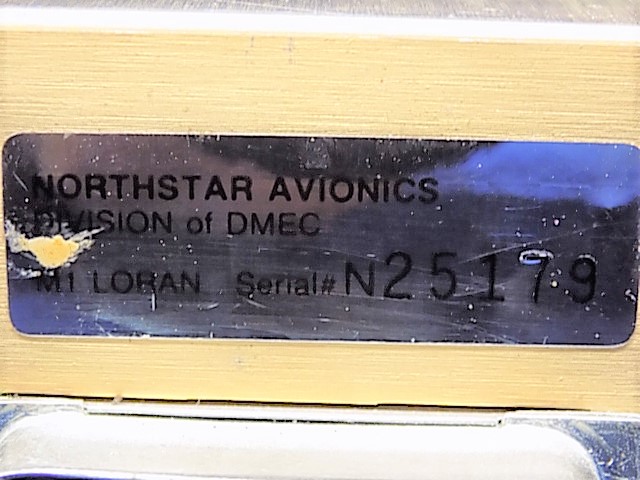 NORTHSTAR AVIONICS
DIVISION of DMEC
M1 LORAN Serial# N25179